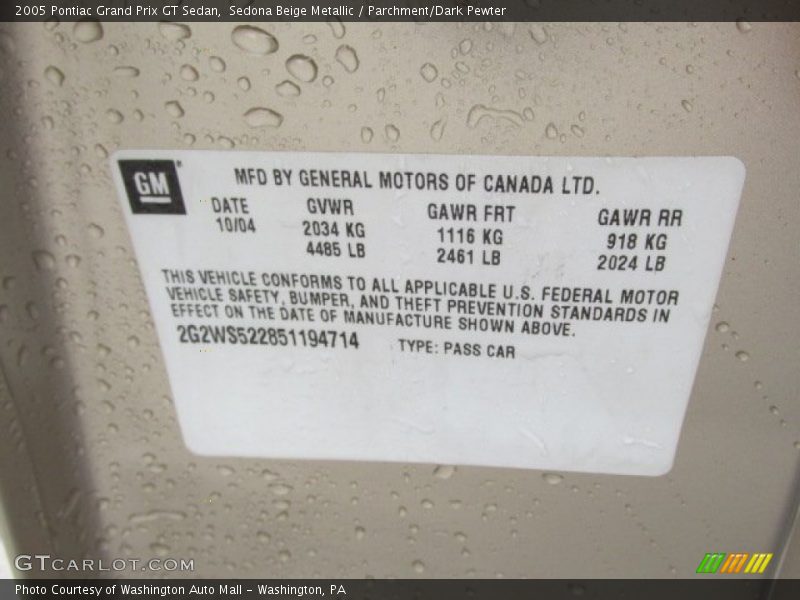 2005 Pontiac Grand Prix GT Sedan, Sedona Beige Metallic / Parchment/Dark Pewter
GM
MFD BY GENERAL MOTORS OF CANADA LTD.
DATE GVWR GAWR FRT GAWR RR
10/04 2034 KG 1116 KG 918 KG
4485 LB 2461 LB 2024 LB
THIS VEHICLE CONFORMS TO ALL APPLICABLE U.S. FEDERAL MOTOR
VEHICLE SAFETY, BUMPER, AND THEFT PREVENTION STANDARDS IN
EFFECT ON THE DATE OF MANUFACTURE SHOWN ABOVE.
2G2WS522851194714 TYPE: PASS CAR
GTCARLOT.COM
Photo Courtesy of Washington Auto Mall - Washington, PA